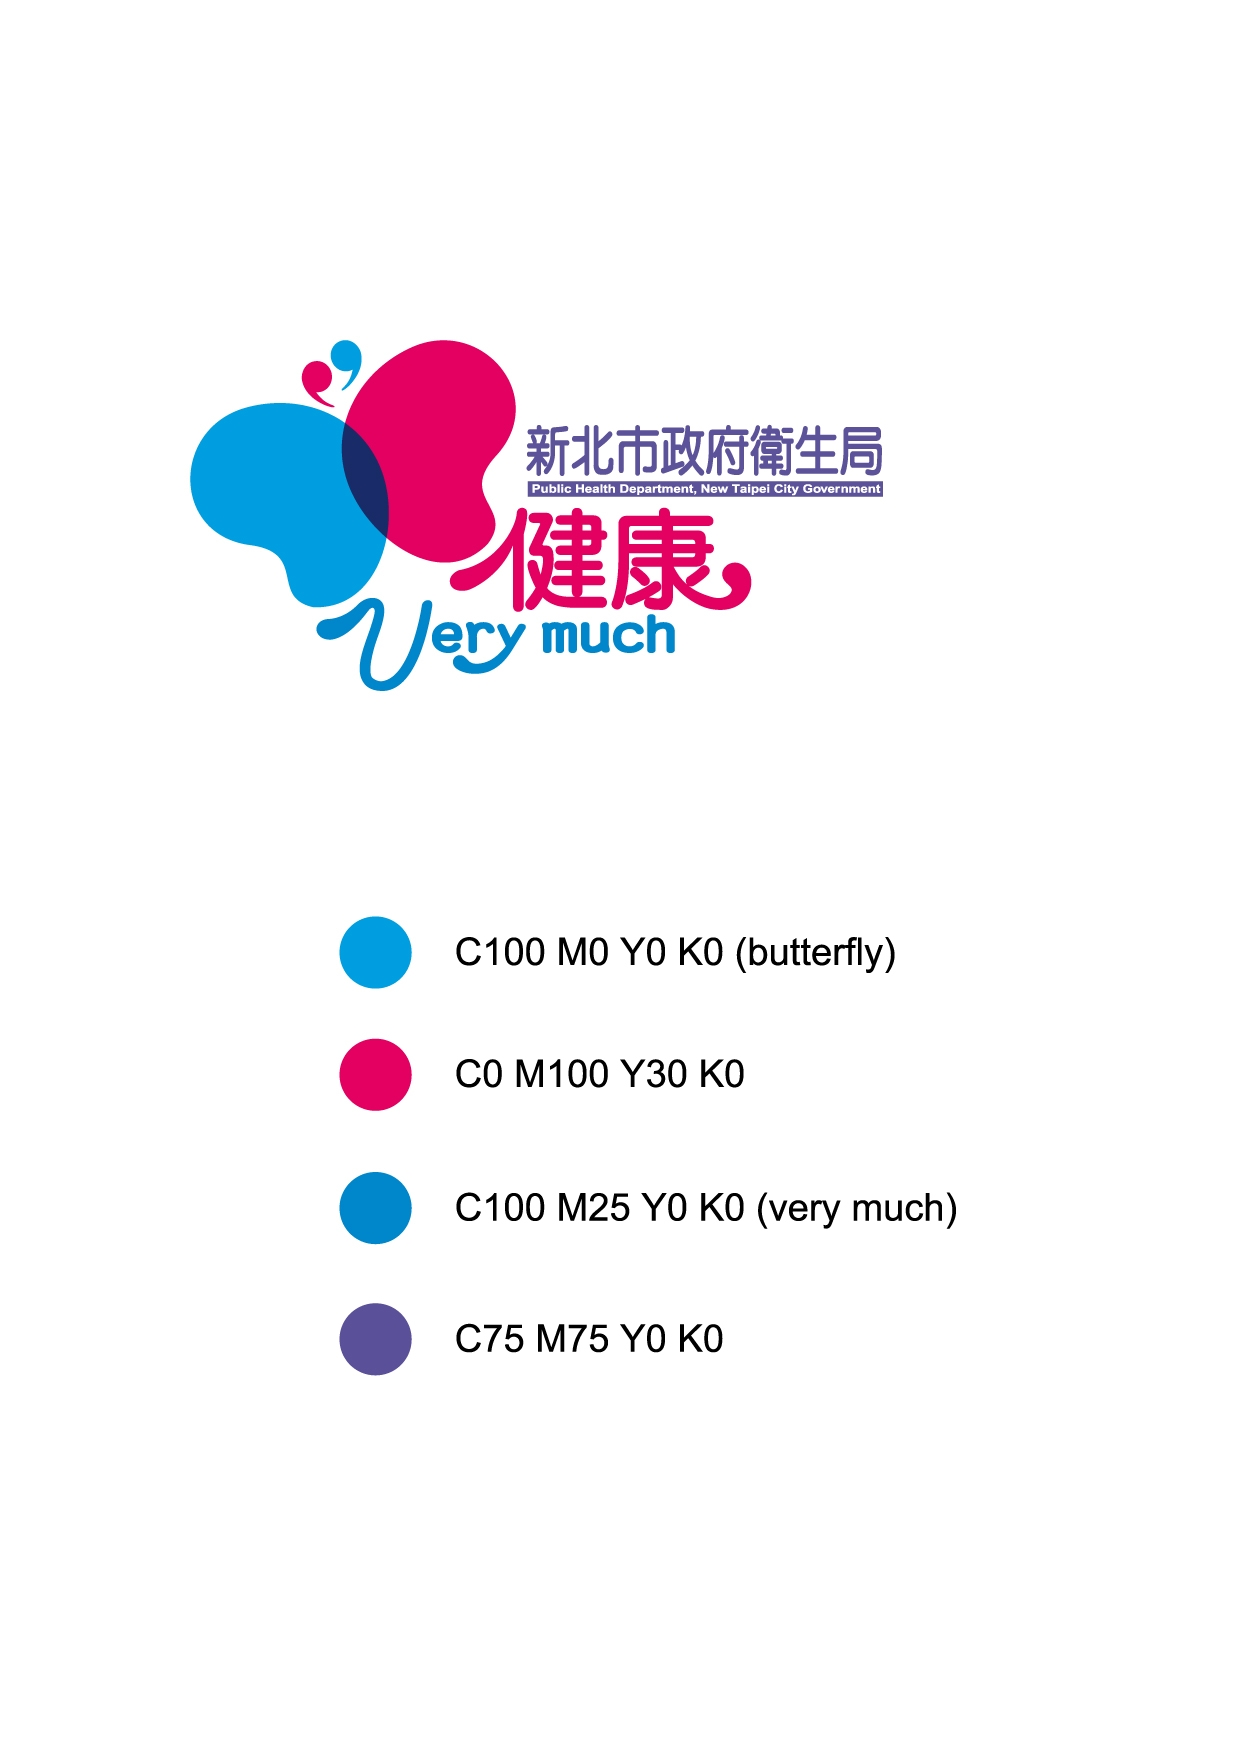 新北市政府衛生局
Public Health Department, New Taipei City Government
健康
Very much
C100 M0 Y0 K0 (butterfly)
C0 M100 Y30 K0
C100 M25 Y0 K0 (very much)
C75 M75 Y0 K0